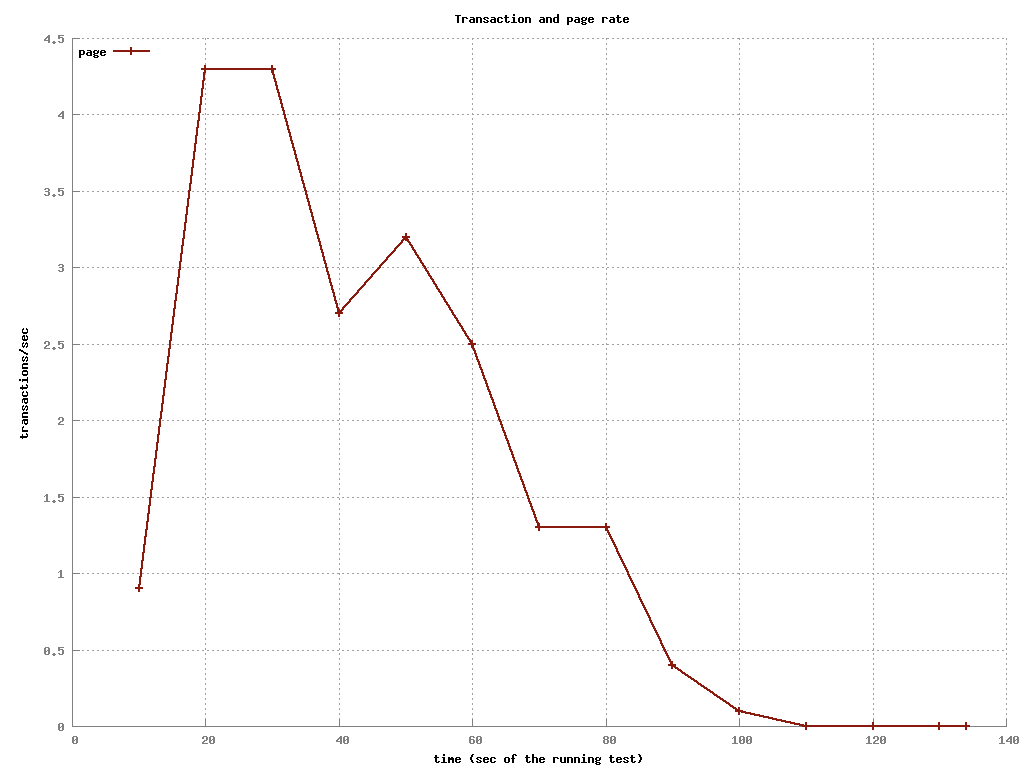 Transaction and page rate
page
4.5
4
3.5
3
2.5
2
1.5
1
0.5
0
transactions/sec
0 20 40 60 80 100 120 140
time (sec of the running test)